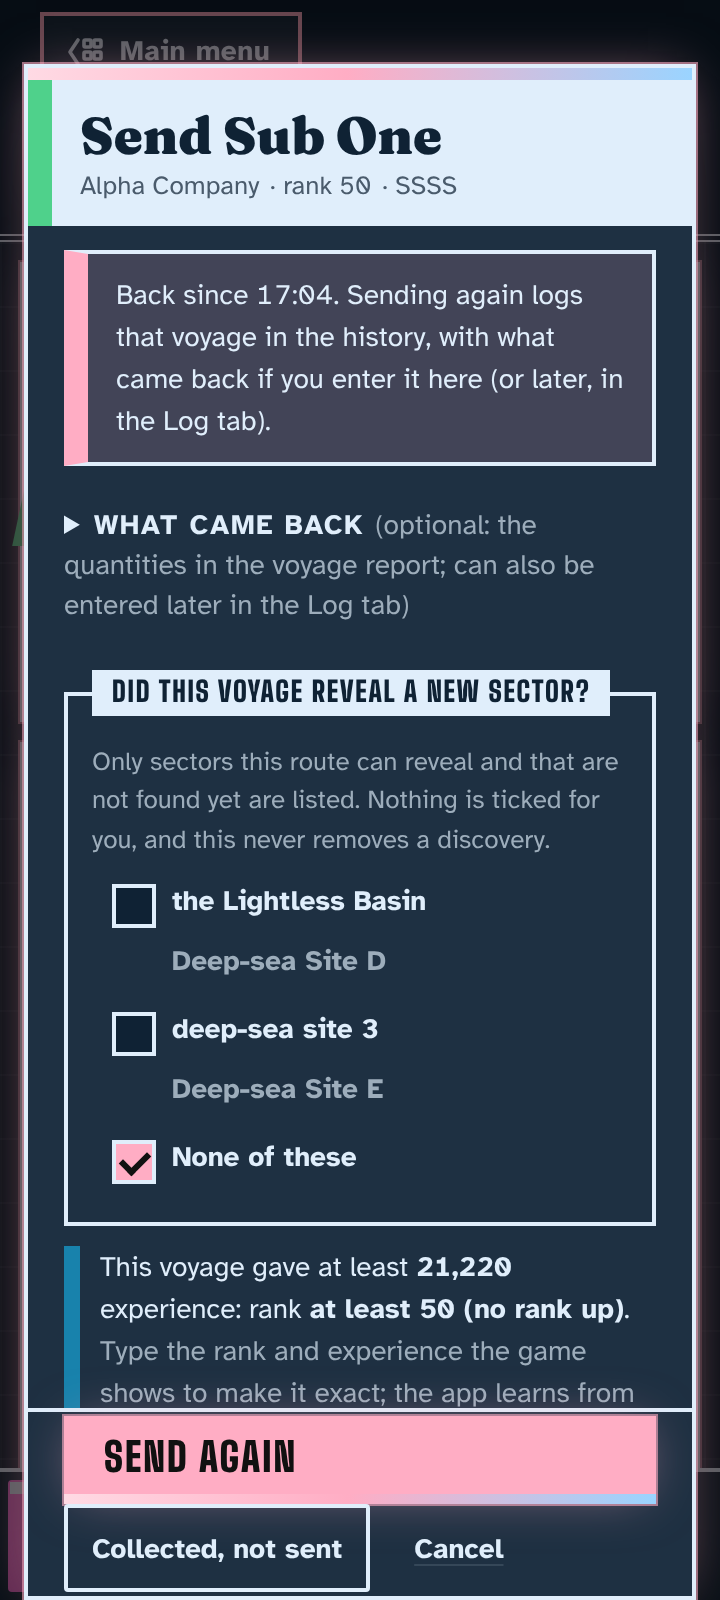 Main menu
Send Sub One
Alpha Company · rank 50 · SSSS
Back since 17:04. Sending again logs
that voyage in the history, with what
came back if you enter it here (or later, in
the Log tab).
WHAT CAME BACK (optional: the
quantities in the voyage report; can also be
entered later in the Log tab)
DID THIS VOYAGE REVEAL A NEW SECTOR?
Only sectors this route can reveal and that are
not found yet are listed. Nothing is ticked for
you, and this never removes a discovery.
the Lightless Basin
Deep-sea Site D
deep-sea site 3
Deep-sea Site E
None of these
This voyage gave at least 21,220
experience: rank at least 50 (no rank up).
Type the rank and experience the game
shows to make it exact; the app learns from
SEND AGAIN
Collected, not sent
Cancel